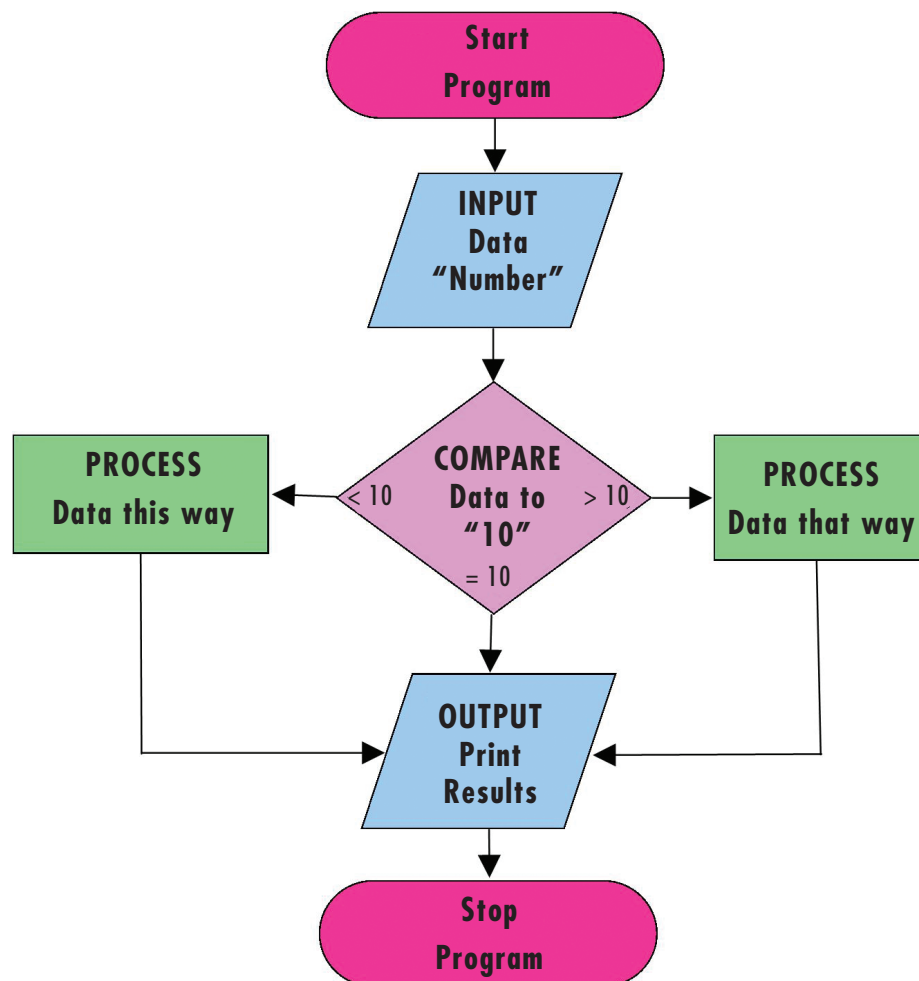 Start
Program
INPUT
Data
“Number”
PROCESS
Data this way
< 10
COMPARE
Data to
“10”
= 10
> 10
PROCESS
Data that way
OUTPUT
Print
Results
Stop
Program